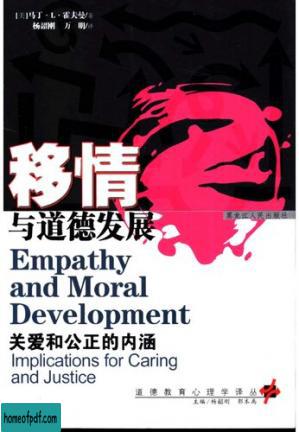 [美]马丁·L·霍夫曼/著
杨韶刚 万明/译
移情
与道德发展
黑龙江人民出版社
Empathy
and Moral
Development
关爱和公正的内涵
Implications for Caring
and Justice
道德教育心理学译丛
主编/杨韶刚 郭本禹
www.homeofpdf.com